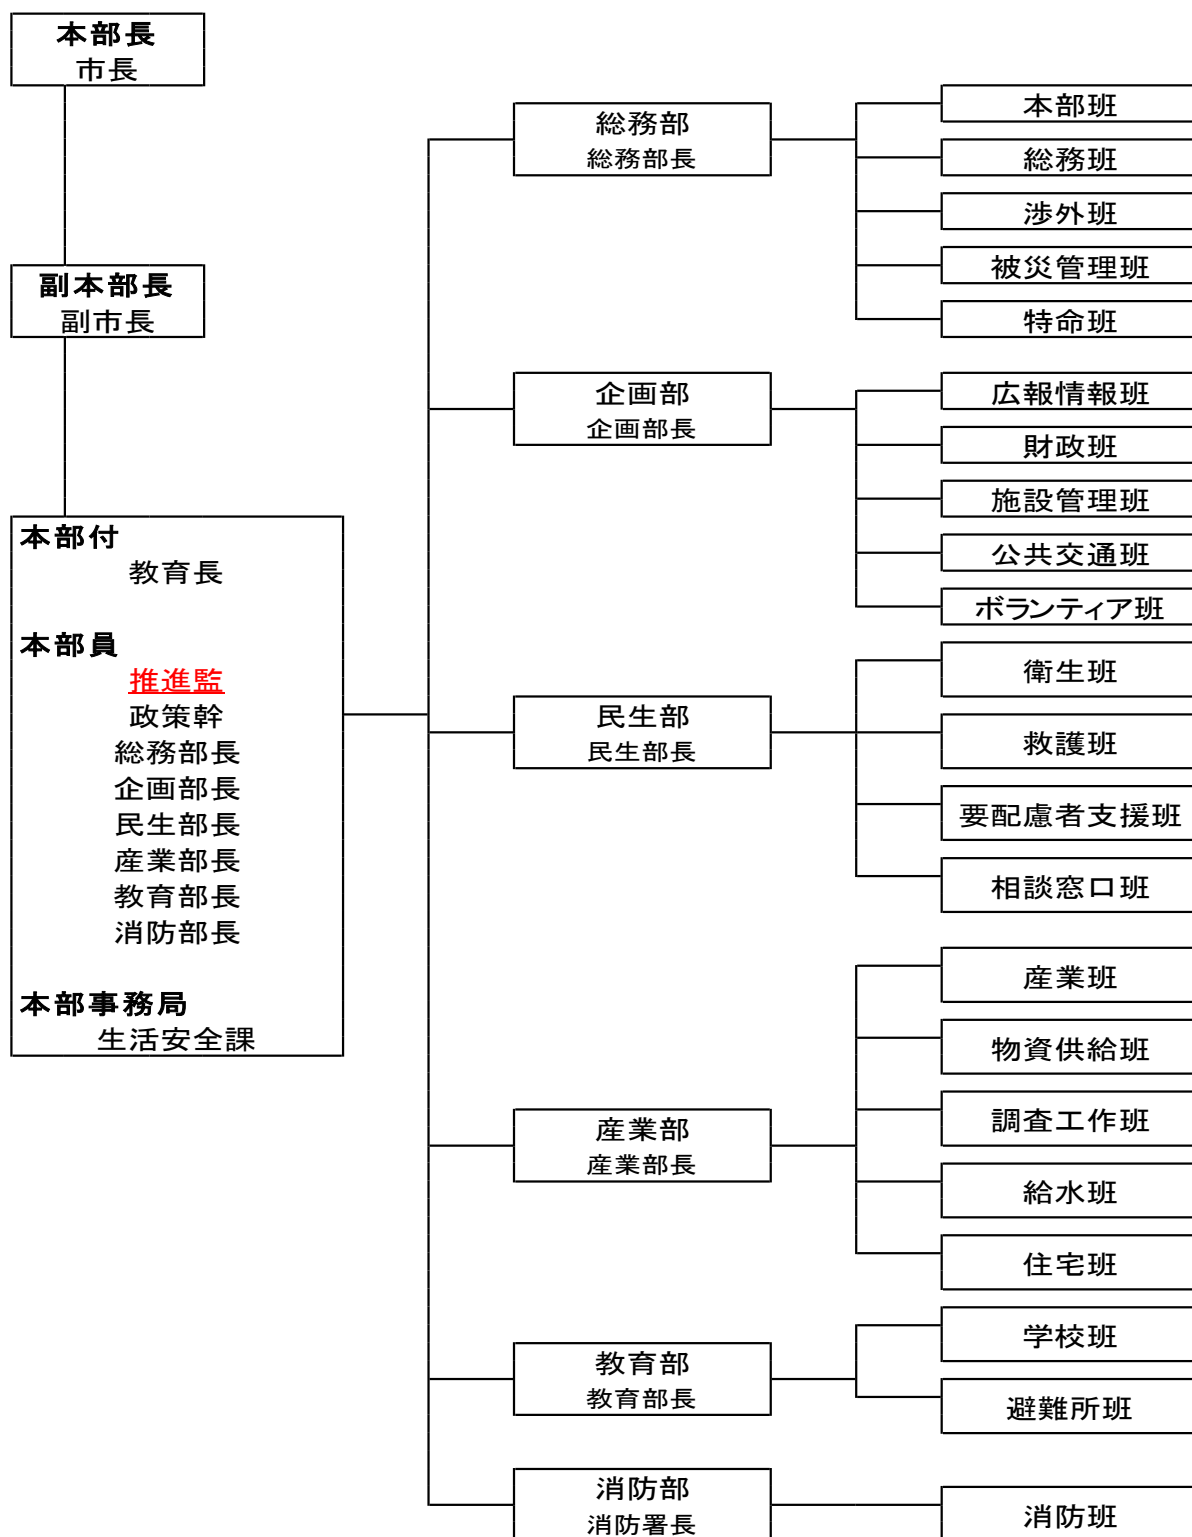 本部長
市長
副本部長
副市長
本部付
教育長
本部員
推進監
政策幹
総務部長
企画部長
民生部長
産業部長
教育部長
消防部長
本部事務局
生活安全課
総務部
総務部長
本部班
総務班
渉外班
被災管理班
特命班
企画部
企画部長
広報情報班
財政班
施設管理班
公共交通班
ボランティア班
民生部
民生部長
衛生班
救護班
要配慮者支援班
相談窓口班
産業部
産業部長
産業班
物資供給班
調査工作班
給水班
住宅班
教育部
教育部長
学校班
避難所班
消防部
消防署長
消防班